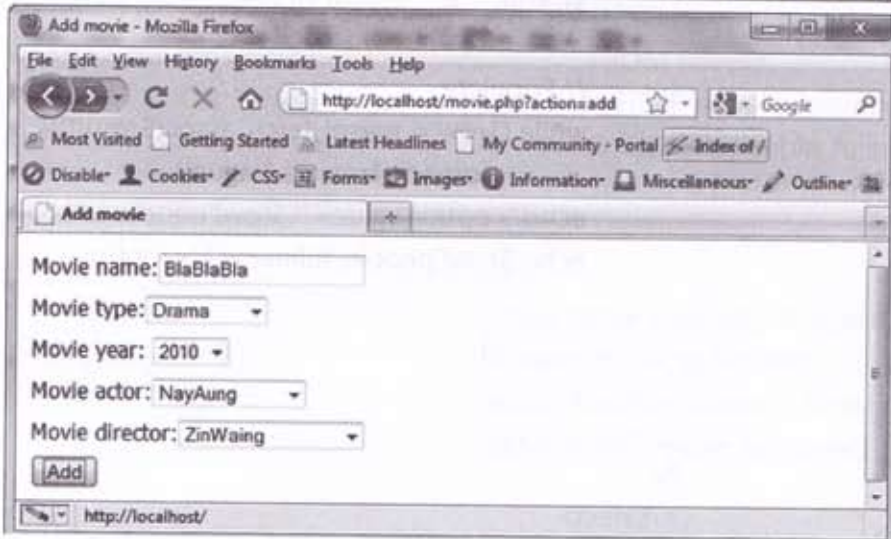 Add movie - Mozilla Firefox
File Edit View History Bookmarks Tools Help
http://localhost/movie.php?action=add Google
Most Visited Getting Started Latest Headlines My Community - Portal Index of /
Disable Cookies CSS Forms Images Information Miscellaneous Outline
Add movie
Movie name: BlaBlaBla
Movie type: Drama
Movie year: 2010
Movie actor: NayAung
Movie director: ZinWaing
Add
http://localhost/